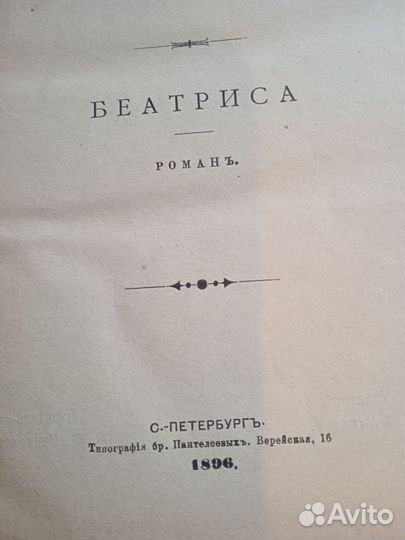 БЕАТРИСА
РОМАНЪ.
С.-ПЕТЕРБУРГЪ.
Типографія бр. Пантелеевыхъ. Верейская, 16
1896.
Avito